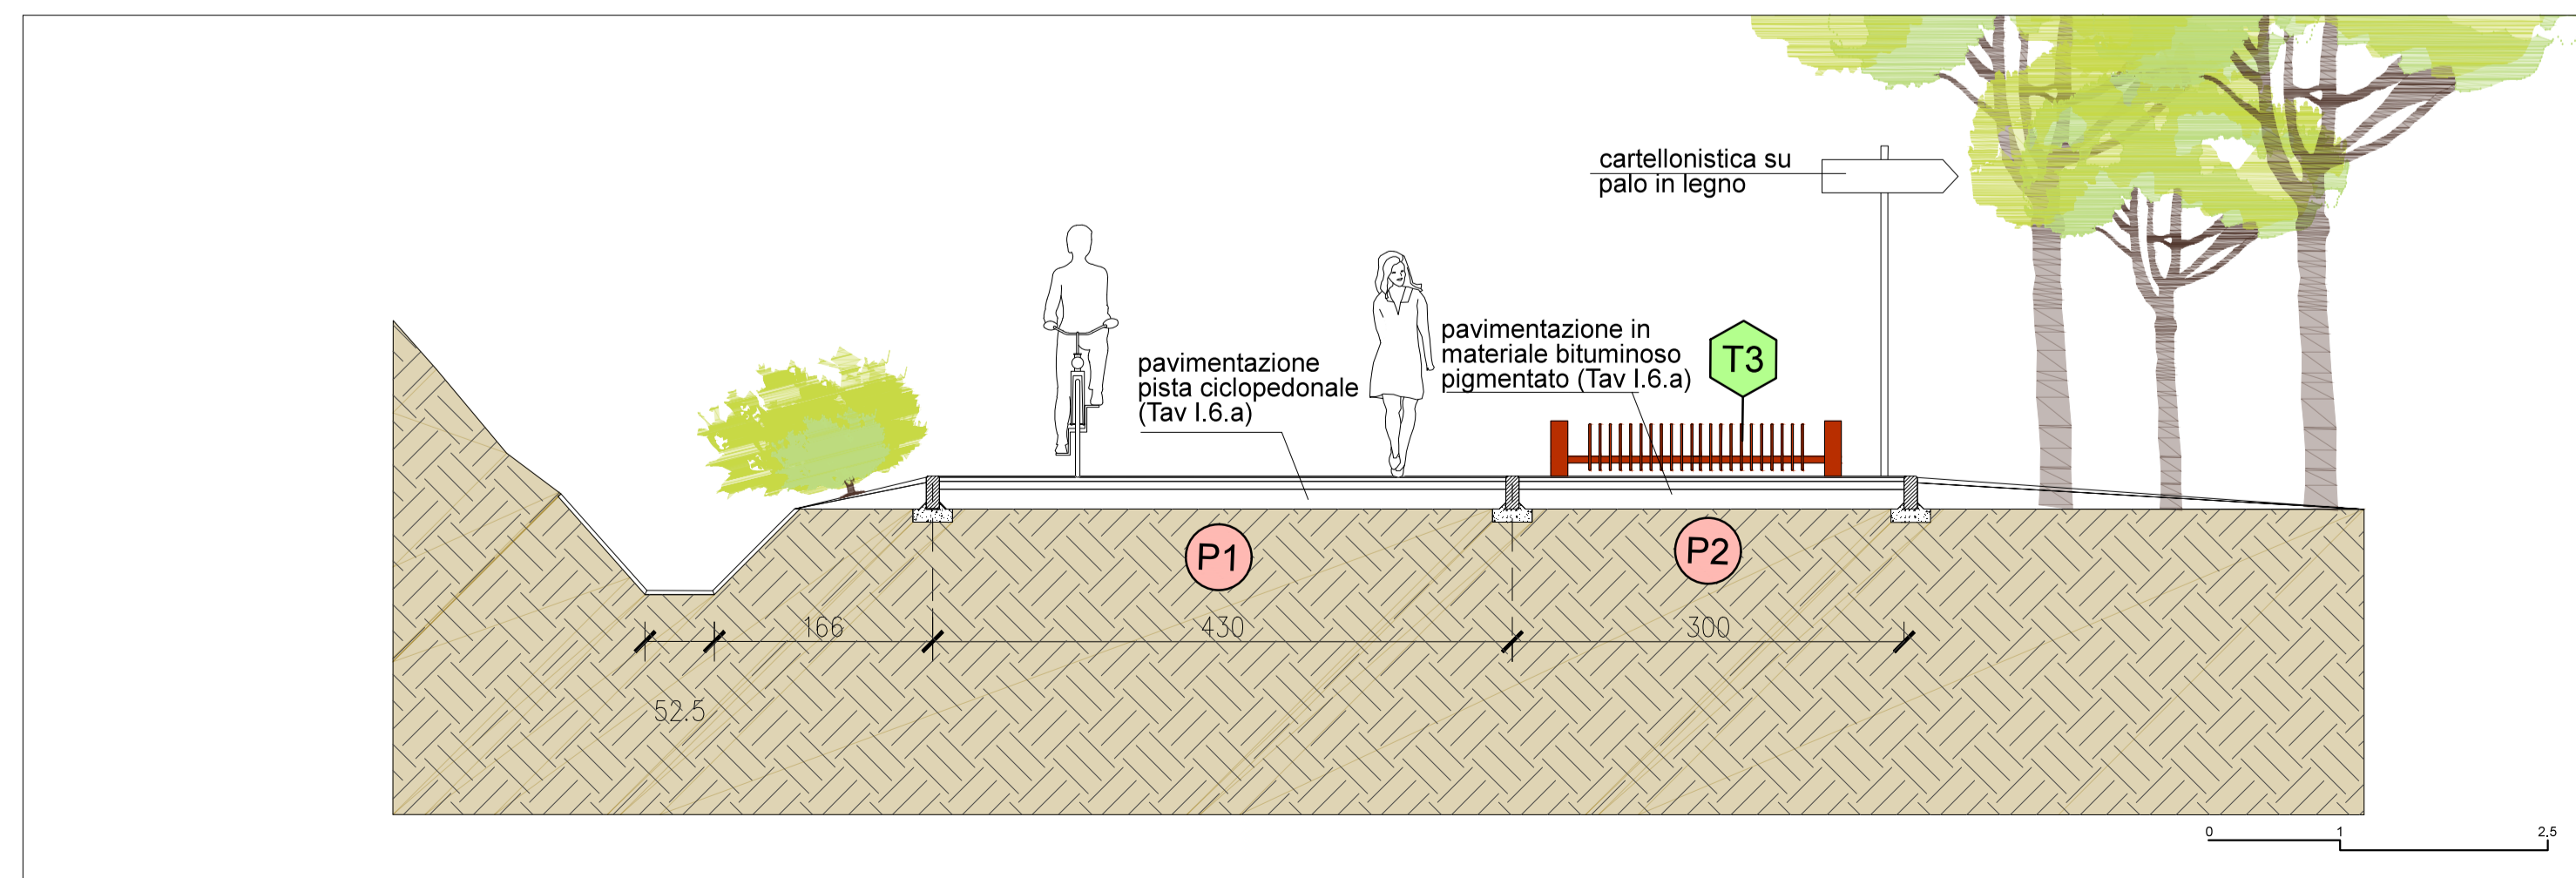 cartellonistica su
palo in legno
pavimentazione
pista ciclopedonale
(Tav I.6.a)
pavimentazione in
materiale bituminoso
pigmentato (Tav I.6.a)
T3
P1
P2
166
430
300
52.5
0 1 2.5